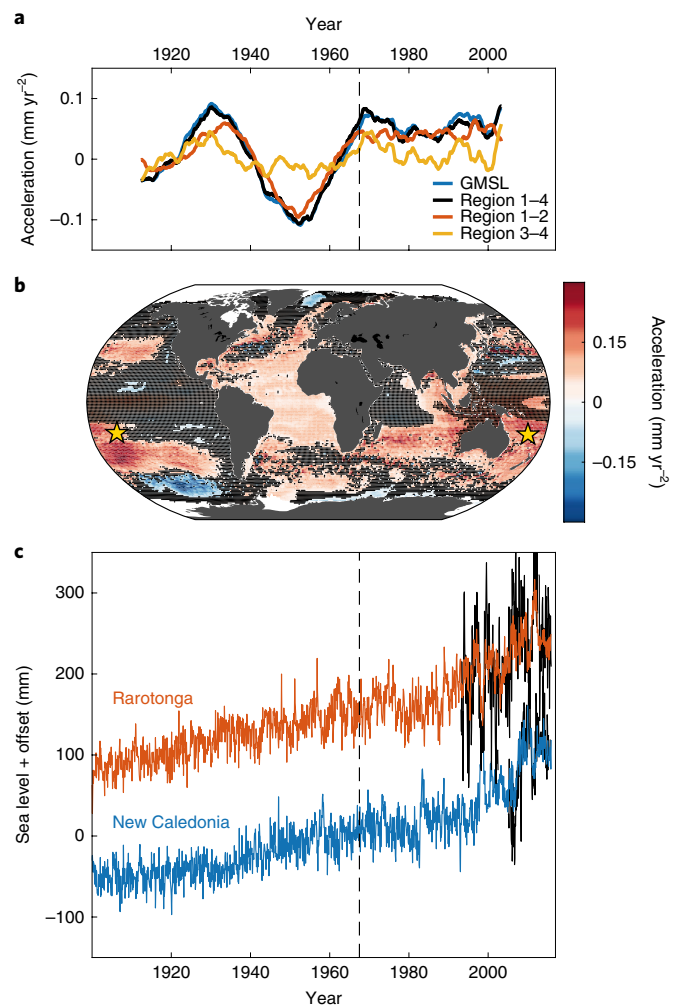 a
Year
1920 1940 1960 1980 2000
Acceleration (mm yr−2)
0.1
0
−0.1
GMSL
Region 1–4
Region 1–2
Region 3–4
b
Acceleration (mm yr−2)
0.15
0
−0.15
c
Sea level + offset (mm)
300
200
100
0
−100
Rarotonga
New Caledonia
1920 1940 1960 1980 2000
Year